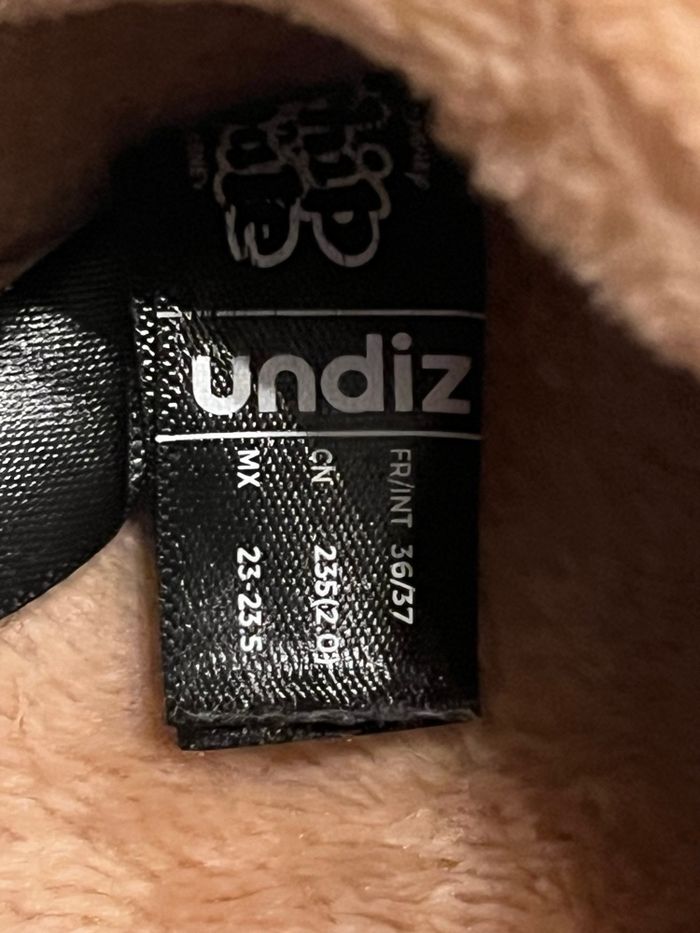 undiz
FR/INT 36/37
CN 235(2.0)
MX 23-23.5